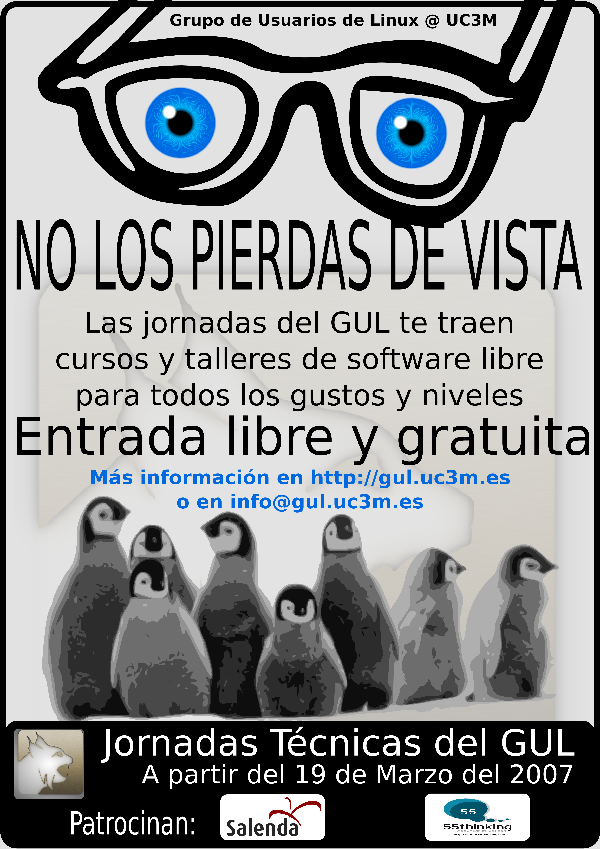 Grupo de Usuarios de Linux @ UC3M
NO LOS PIERDAS DE VISTA
Las jornadas del GUL te traen
cursos y talleres de software libre
para todos los gustos y niveles
Entrada libre y gratuita
Más información en http://gul.uc3m.es
o en info@gul.uc3m.es
Jornadas Técnicas del GUL
A partir del 19 de Marzo del 2007
Patrocinan:
Salenda
55
55thinking